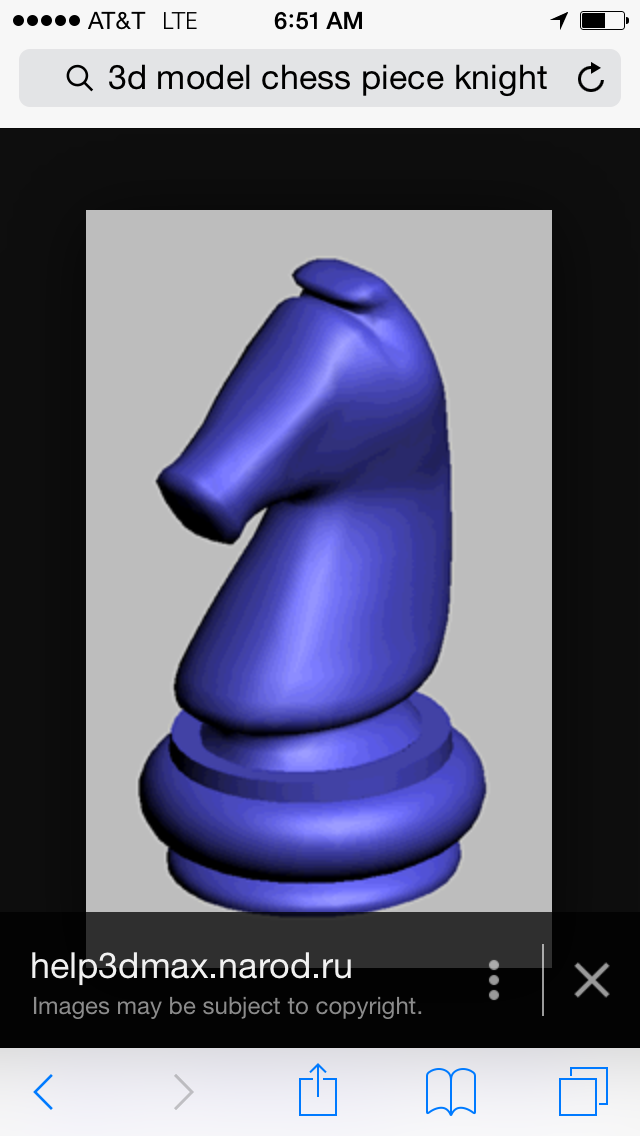 AT&T LTE 6:51 AM
3d model chess piece knight
help3dmax.narod.ru
Images may be subject to copyright.